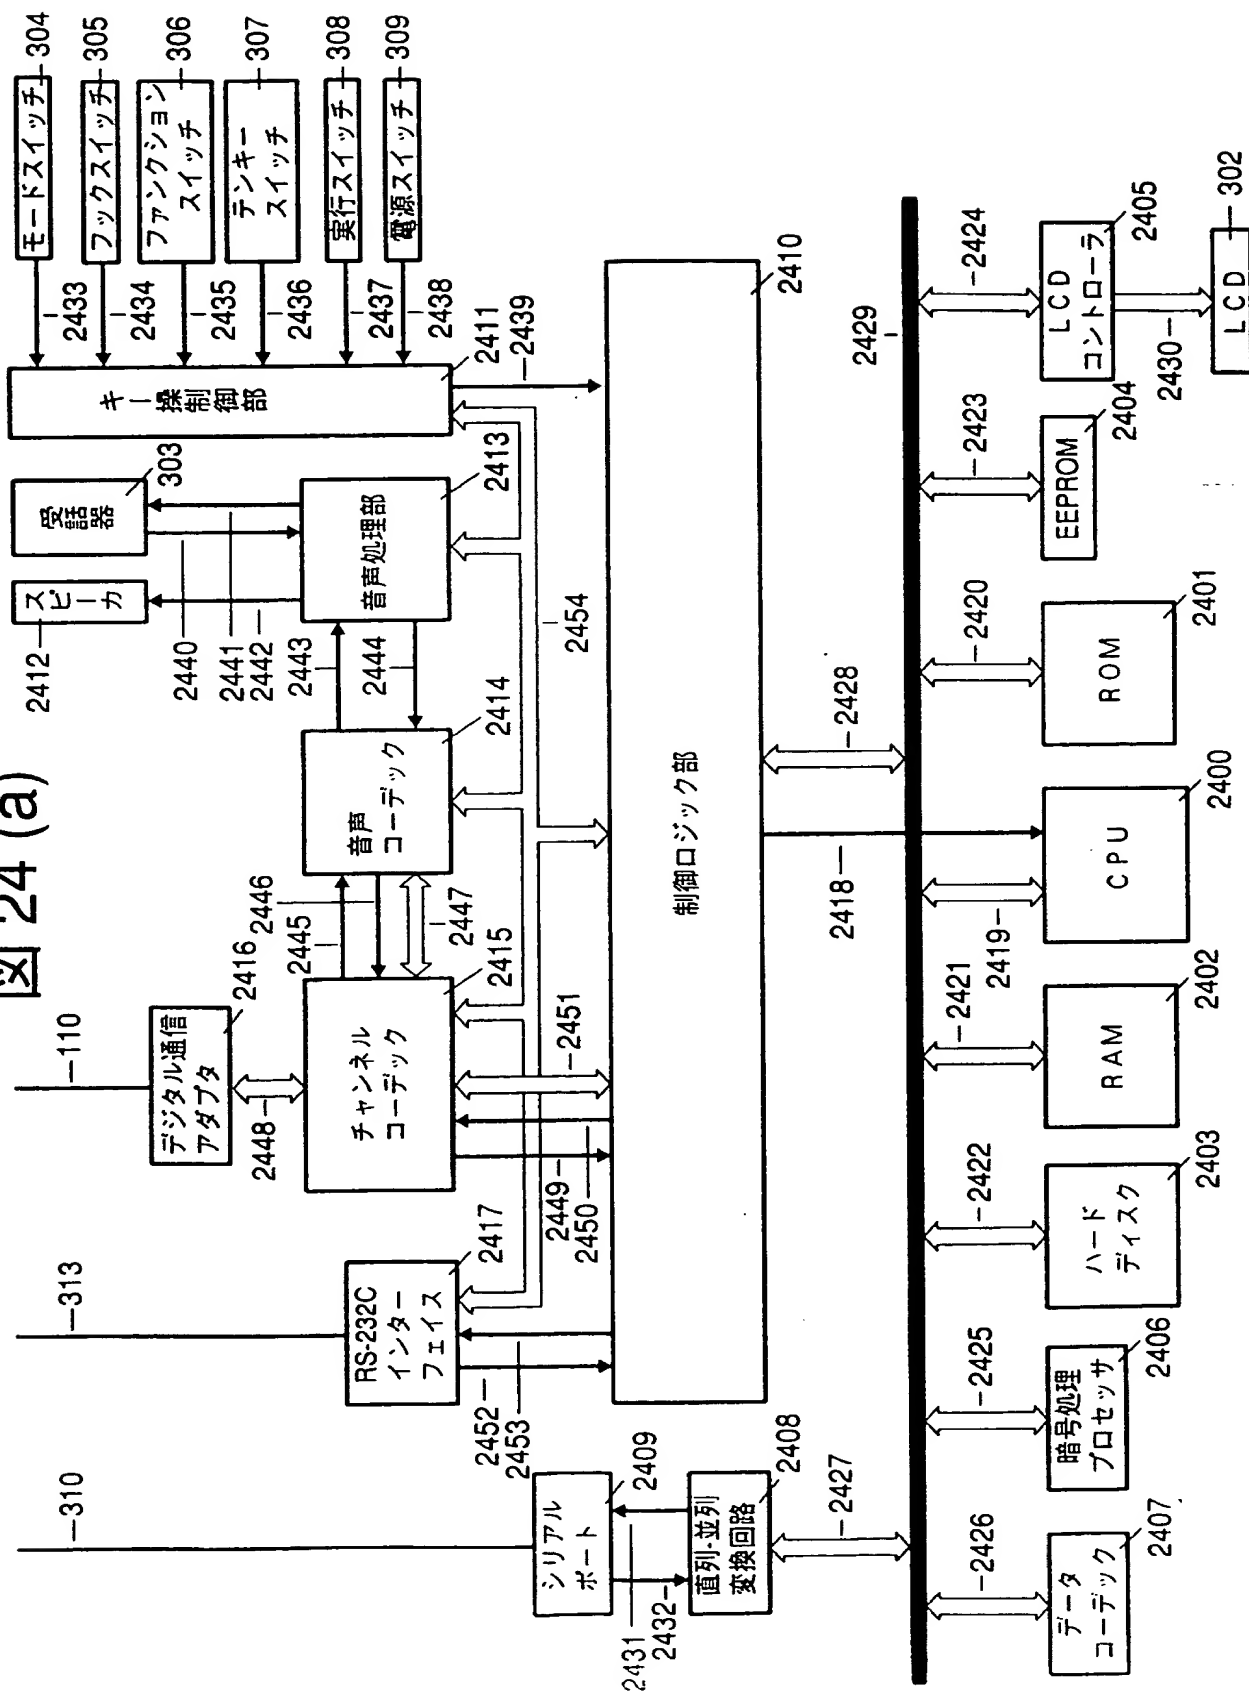 図 24 (a)
310
313
110
シリアル
ポート
2409
2431
2432
直列-並列
変換回路
2408
2427
RS-232C
インター
フェイス
2417
2452
2453
デジタル通信
アダプタ
2416
2448
チャンネル
コーデック
2415
2449
2450
2451
2445
2446
2447
音声
コーデック
2414
2443
2444
スピーカ
2412
受話器
303
2440
2441
2442
音声処理部
2413
キー操制御部
2411
2439
2454
モードスイッチ
304
2433
フックスイッチ
305
2434
ファンクション
スイッチ
306
2435
テンキー
スイッチ
307
2436
実行スイッチ
308
2437
電源スイッチ
309
2438
制御ロジック部
2410
2418
2428
2429
データ
コーデック
2407
2426
暗号処理
プロセッサ
2406
2425
ハード
ディスク
2403
2422
RAM
2402
2421
CPU
2400
2419
ROM
2401
2420
EEPROM
2404
2423
LCD
コントローラ
2405
2424
2430
LCD
302